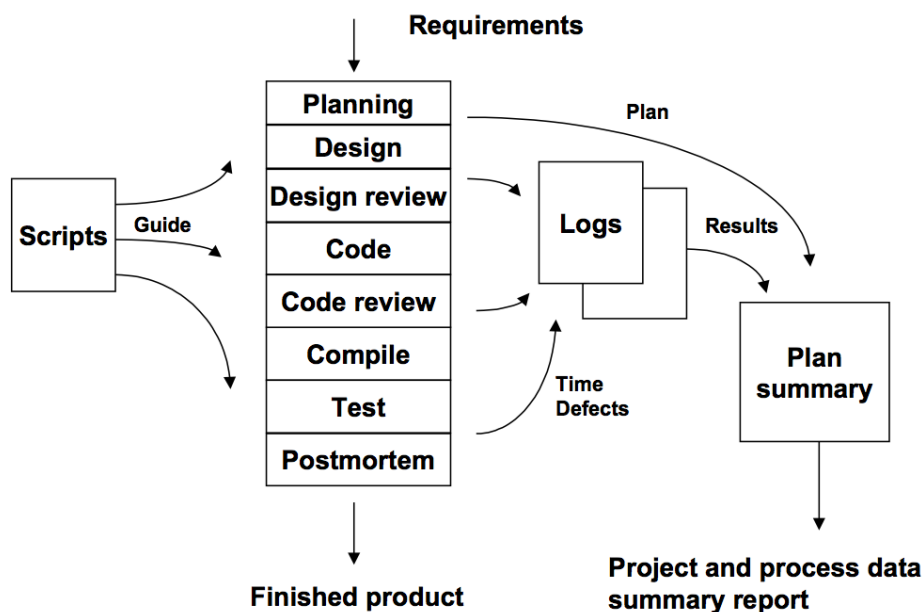 Requirements
Planning
Plan
Design
Design review
Scripts
Guide
Logs
Results
Code
Code review
Compile
Plan
summary
Time
Defects
Test
Postmortem
Finished product
Project and process data
summary report